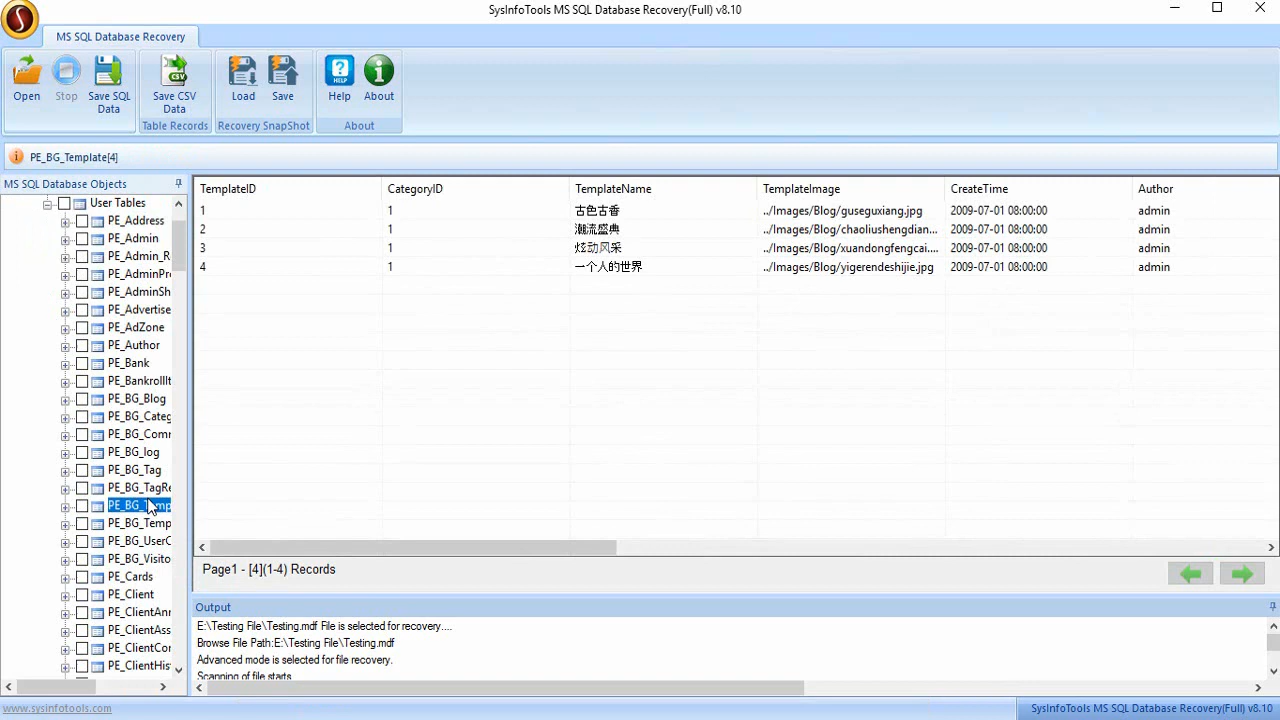 SysInfoTools MS SQL Database Recovery(Full) v8.10
MS SQL Database Recovery
Open
Stop
Save SQL
Data
Save CSV
Data
Load
Save
Help
About
Table Records
Recovery SnapShot
About
PE_BG_Template[4]
MS SQL Database Objects
User Tables
PE_Address
PE_Admin
PE_Admin_R
PE_AdminPr
PE_AdminSh
PE_Advertise
PE_AdZone
PE_Author
PE_Bank
PE_BankrollIt
PE_BG_Blog
PE_BG_Categ
PE_BG_Com
PE_BG_log
PE_BG_Tag
PE_BG_TagRe
PE_BG_Temp
PE_BG_Temp
PE_BG_UserC
PE_BG_Visito
PE_Cards
PE_Client
PE_ClientAnn
PE_ClientAss
PE_ClientCor
PE_ClientHis
TemplateID CategoryID TemplateName TemplateImage CreateTime Author
1 1 古色古香 ../Images/Blog/guseguxiang.jpg 2009-07-01 08:00:00 admin
2 1 潮流盛典 ../Images/Blog/chaoliushengdian... 2009-07-01 08:00:00 admin
3 1 炫动风采 ../Images/Blog/xuandongfengcai.... 2009-07-01 08:00:00 admin
4 1 一个人的世界 ../Images/Blog/yigerendeshijie.jpg 2009-07-01 08:00:00 admin
Page1 - [4](1-4) Records
Output
E:\Testing File\Testing.mdf File is selected for recovery....
Browse File Path:E:\Testing File\Testing.mdf
Advanced mode is selected for file recovery.
Scanning of file starts
www.sysinfotools.com
SysInfoTools MS SQL Database Recovery(Full) v8.10